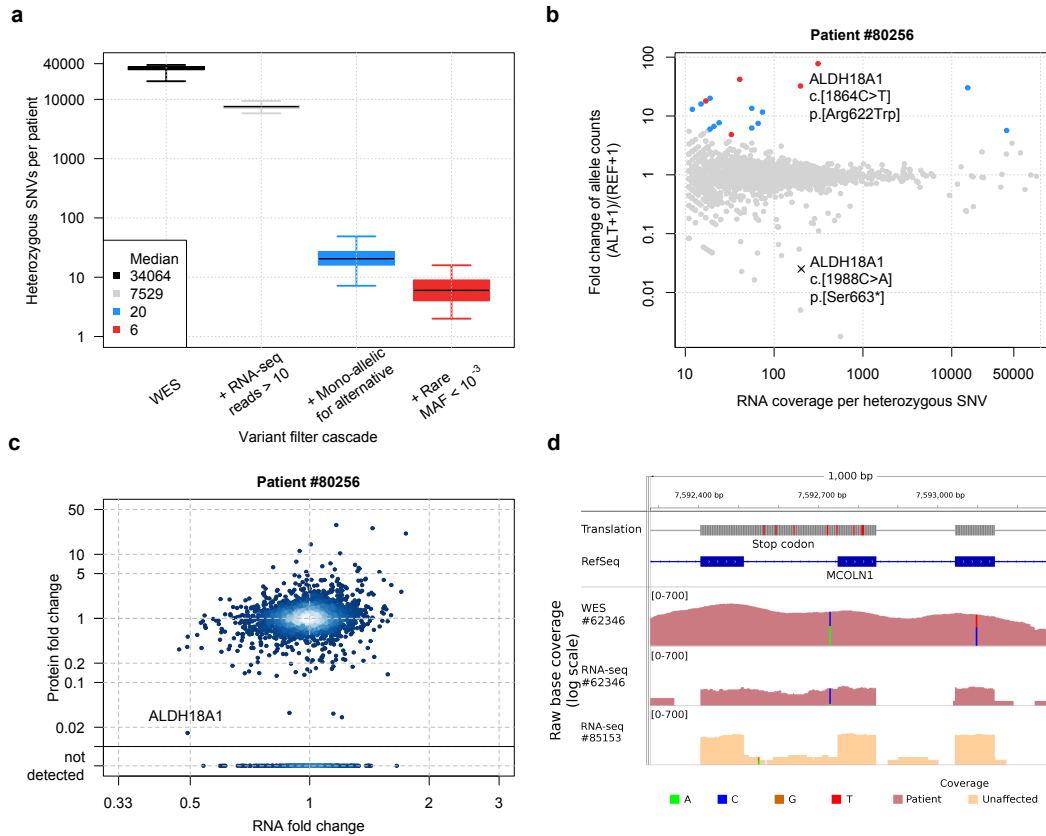 a
Heterozygous SNVs per patient
40000
10000
1000
100
10
1
Median
34064
7529
20
6
WES
+ RNA-seq
reads > 10
+ Mono-allelic
for alternative
+ Rare
MAF < 10⁻³
Variant filter cascade
b
Patient #80256
Fold change of allele counts
(ALT+1)/(REF+1)
100
10
1
0.1
0.01
ALDH18A1
c.[1864C>T]
p.[Arg622Trp]
ALDH18A1
c.[1988C>A]
p.[Ser663*]
10
100
1000
10000
50000
RNA coverage per heterozygous SNV
c
Patient #80256
Protein fold change
50
10
5
1
0.2
0.1
0.02
not
detected
ALDH18A1
0.33
0.5
1
2
3
RNA fold change
d
1,000 bp
7,592,400 bp
7,592,700 bp
7,593,000 bp
Translation
Stop codon
RefSeq
MCOLN1
Raw base coverage
(log scale)
[0-700]
WES
#62346
[0-700]
RNA-seq
#62346
[0-700]
RNA-seq
#85153
Coverage
A
C
G
T
Patient
Unaffected